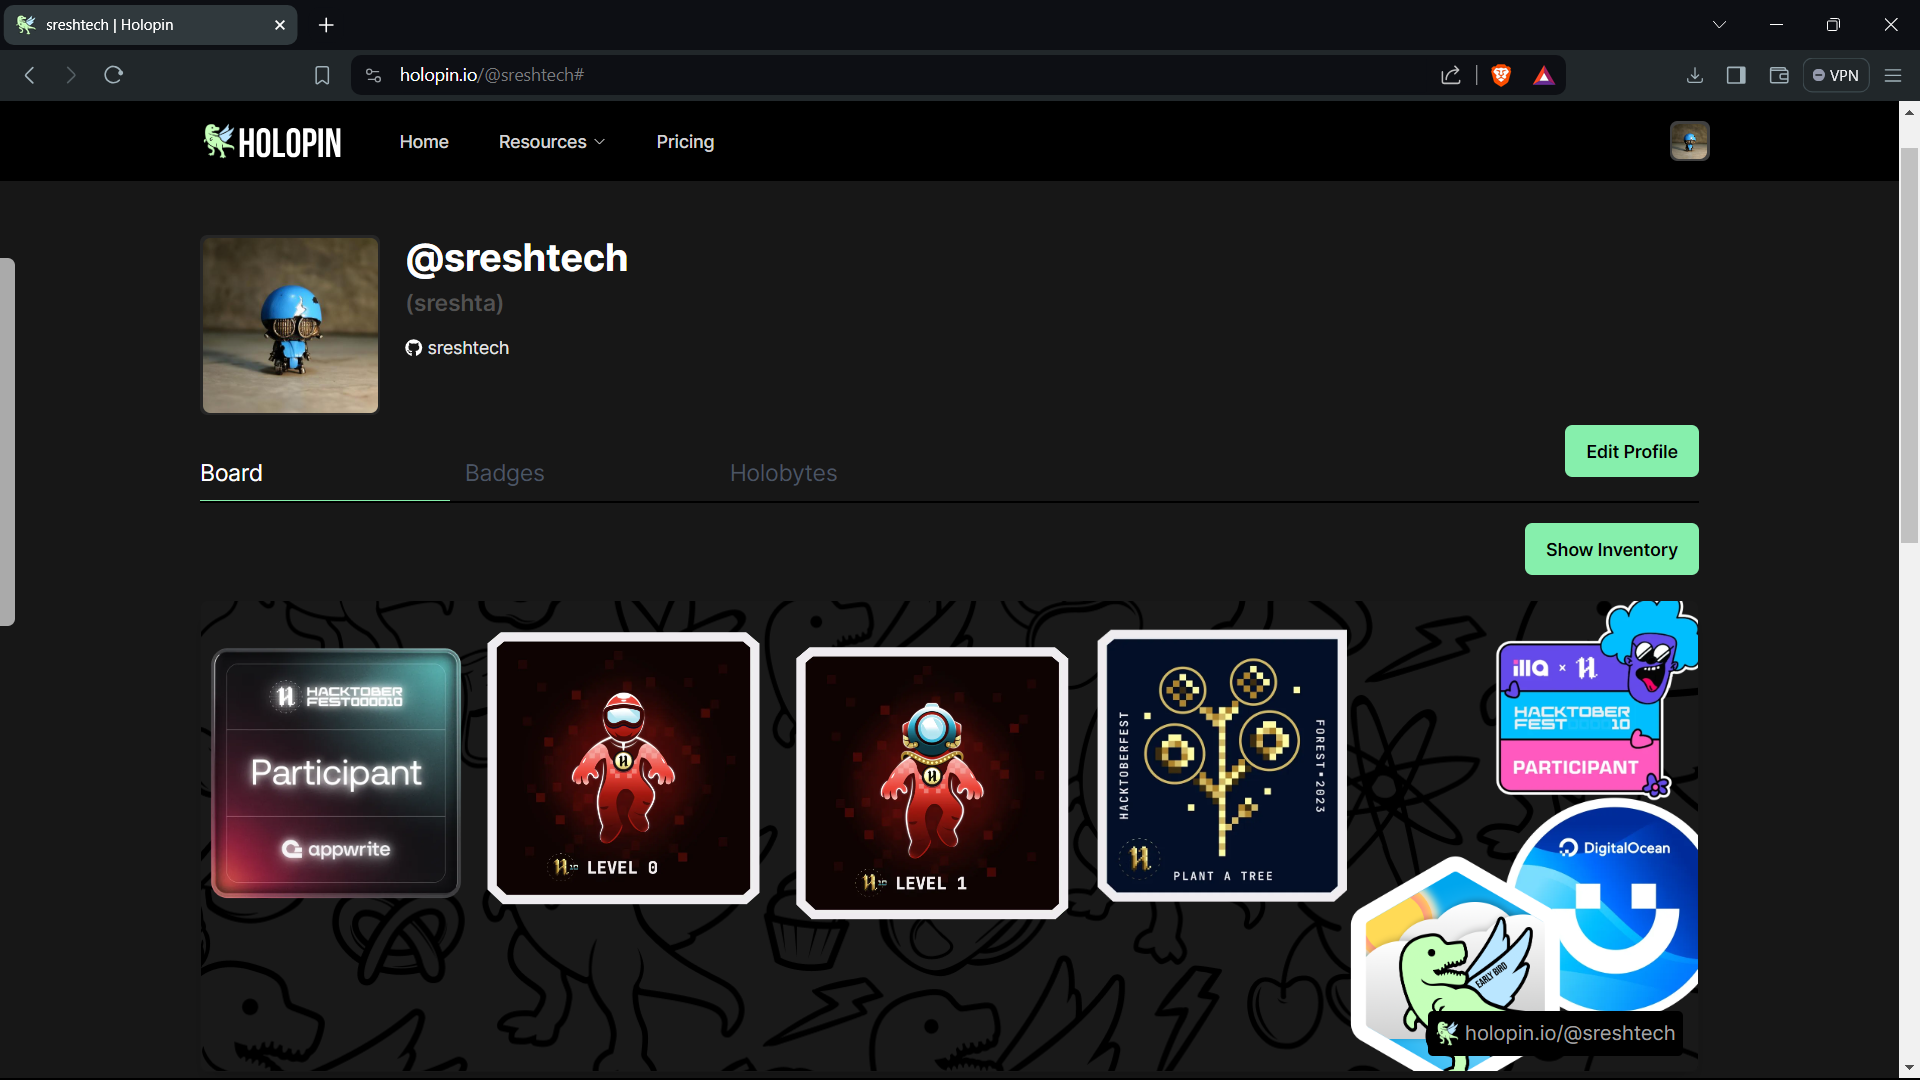 sreshtech | Holopin
holopin.io/@sreshtech#
VPN
HOLOPIN
Home
Resources
Pricing
@sreshtech
(sreshta)
sreshtech
Edit Profile
Board
Badges
Holobytes
Show Inventory
HACKTOBER
FEST000010
Participant
appwrite
LEVEL 0
LEVEL 1
HACKTOBERFEST
FOREST•2023
PLANT A TREE
illa × H
HACKTOBER
FEST000010
PARTICIPANT
DigitalOcean
EARLY BIRD
holopin.io/@sreshtech